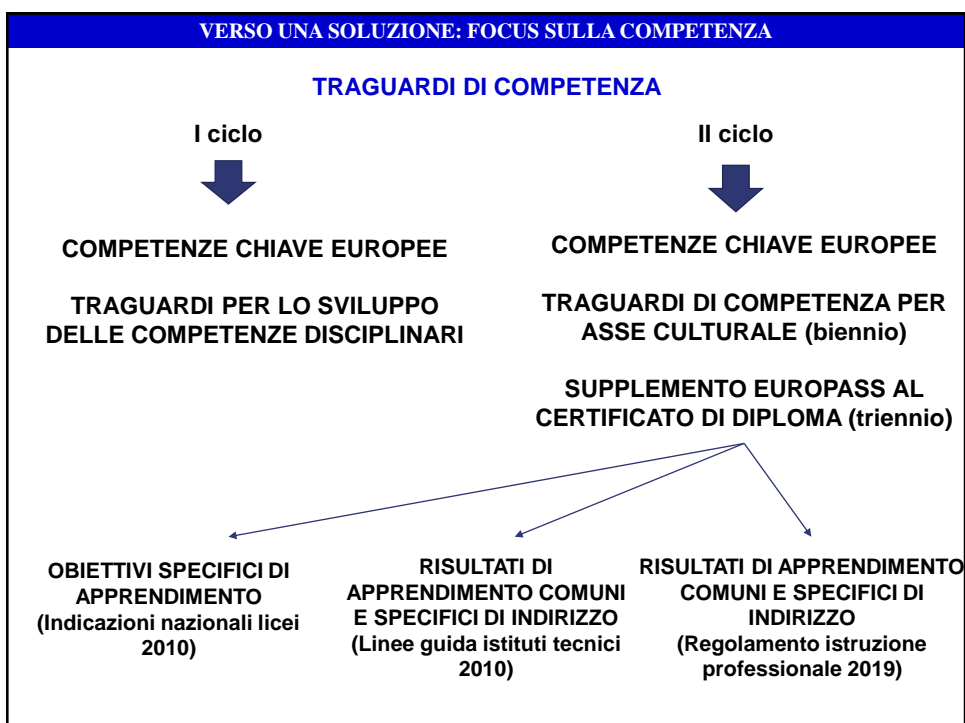 VERSO UNA SOLUZIONE: FOCUS SULLA COMPETENZA
TRAGUARDI DI COMPETENZA
I ciclo
COMPETENZE CHIAVE EUROPEE
TRAGUARDI PER LO SVILUPPO
DELLE COMPETENZE DISCIPLINARI
II ciclo
COMPETENZE CHIAVE EUROPEE
TRAGUARDI DI COMPETENZA PER
ASSE CULTURALE (biennio)
SUPPLEMENTO EUROPASS AL
CERTIFICATO DI DIPLOMA (triennio)
OBIETTIVI SPECIFICI DI
APPRENDIMENTO
(Indicazioni nazionali licei
2010)
RISULTATI DI
APPRENDIMENTO COMUNI
E SPECIFICI DI INDIRIZZO
(Linee guida istituti tecnici
2010)
RISULTATI DI APPRENDIMENTO
COMUNI E SPECIFICI DI
INDIRIZZO
(Regolamento istruzione
professionale 2019)